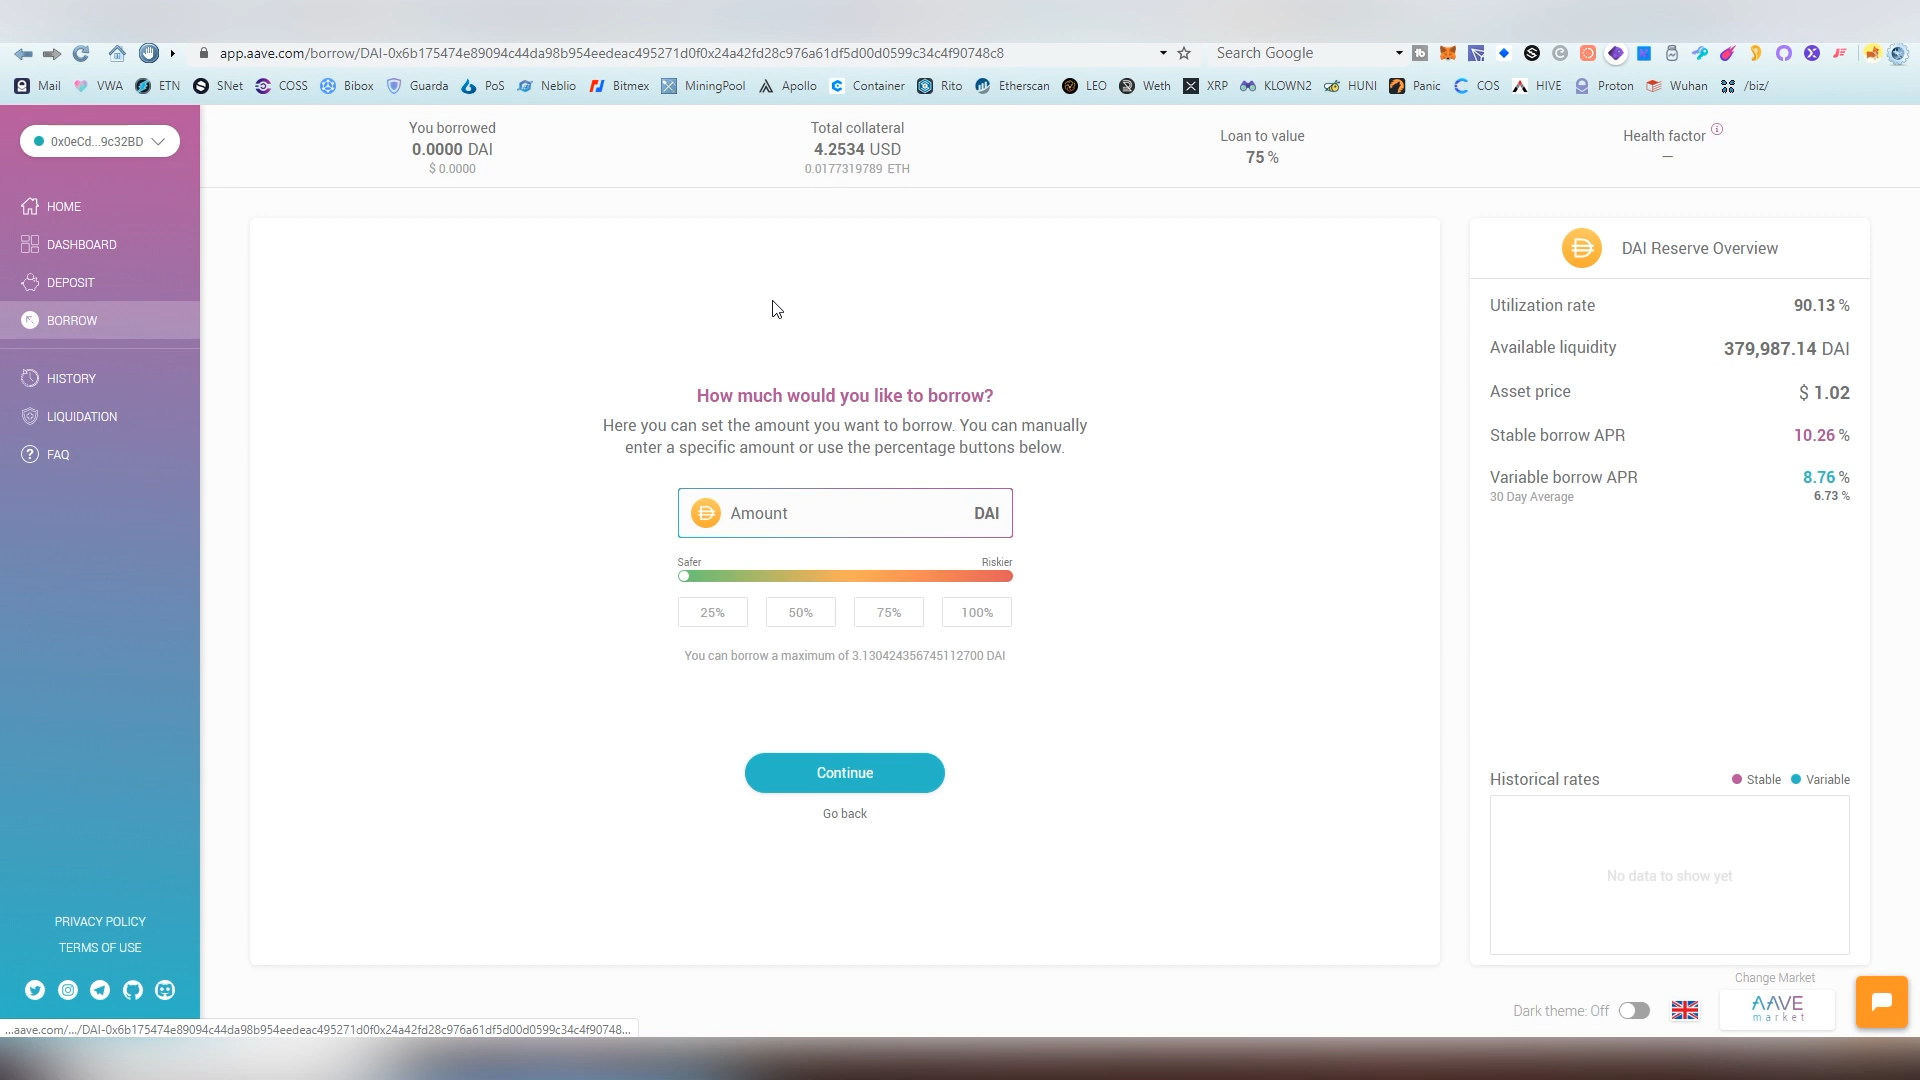 app.aave.com/borrow/DAI-0x6b175474e89094c44da98b954eedeac495271d0f0x24a42fd28c976a61df5d00d0599c34c4f90748c8
Search Google
Mail VWA ETN SNet COSS Bibox Guarda PoS Neblio Bitmex MiningPool Apollo Container Rito Etherscan LEO Weth XRP KLOWN2 HUNI Panic COS HIVE Proton Wuhan /biz/
0x0eCd...9c32BD
HOME
DASHBOARD
DEPOSIT
BORROW
HISTORY
LIQUIDATION
FAQ
PRIVACY POLICY
TERMS OF USE
You borrowed
0.0000 DAI
$ 0.0000
Total collateral
4.2534 USD
0.0177319789 ETH
Loan to value
75 %
Health factor
—
How much would you like to borrow?
Here you can set the amount you want to borrow. You can manually
enter a specific amount or use the percentage buttons below.
Amount DAI
Safer Riskier
25% 50% 75% 100%
You can borrow a maximum of 3.130424356745112700 DAI
Continue
Go back
DAI Reserve Overview
Utilization rate 90.13 %
Available liquidity 379,987.14 DAI
Asset price $ 1.02
Stable borrow APR 10.26 %
Variable borrow APR 8.76 %
30 Day Average 6.73 %
Historical rates Stable Variable
No data to show yet
Change Market
Dark theme: Off
AAVE
market
...aave.com/.../DAI-0x6b175474e89094c44da98b954eedeac495271d0f0x24a42fd28c976a61df5d00d0599c34c4f90748...